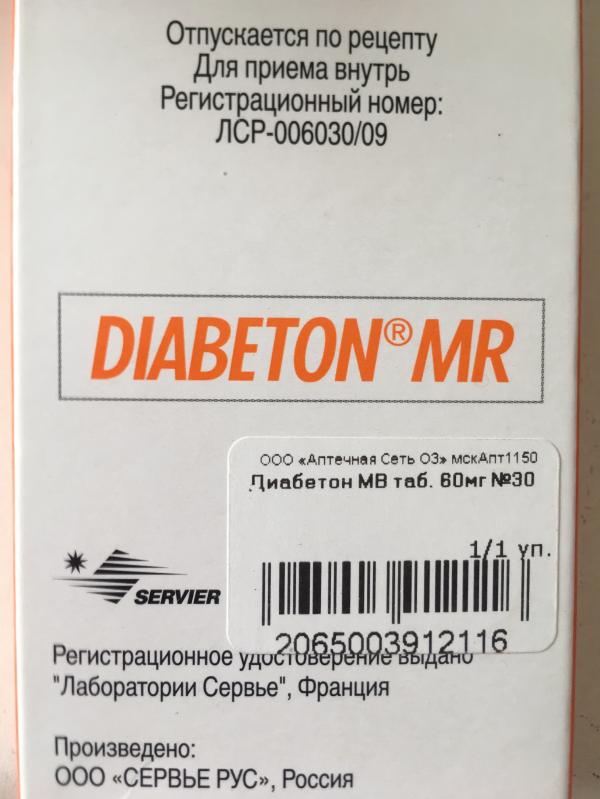 Отпускается по рецепту
Для приема внутрь
Регистрационный номер:
ЛСР-006030/09
DIABETON® MR
ООО «Аптечная Сеть ОЗ» мскАпт1150
Диабетон МВ таб. 60мг №30
1/1 уп.
2065003912116
SERVIER
Регистрационное удостоверение выдано
"Лаборатории Сервье", Франция
Произведено:
ООО «СЕРВЬЕ РУС», Россия